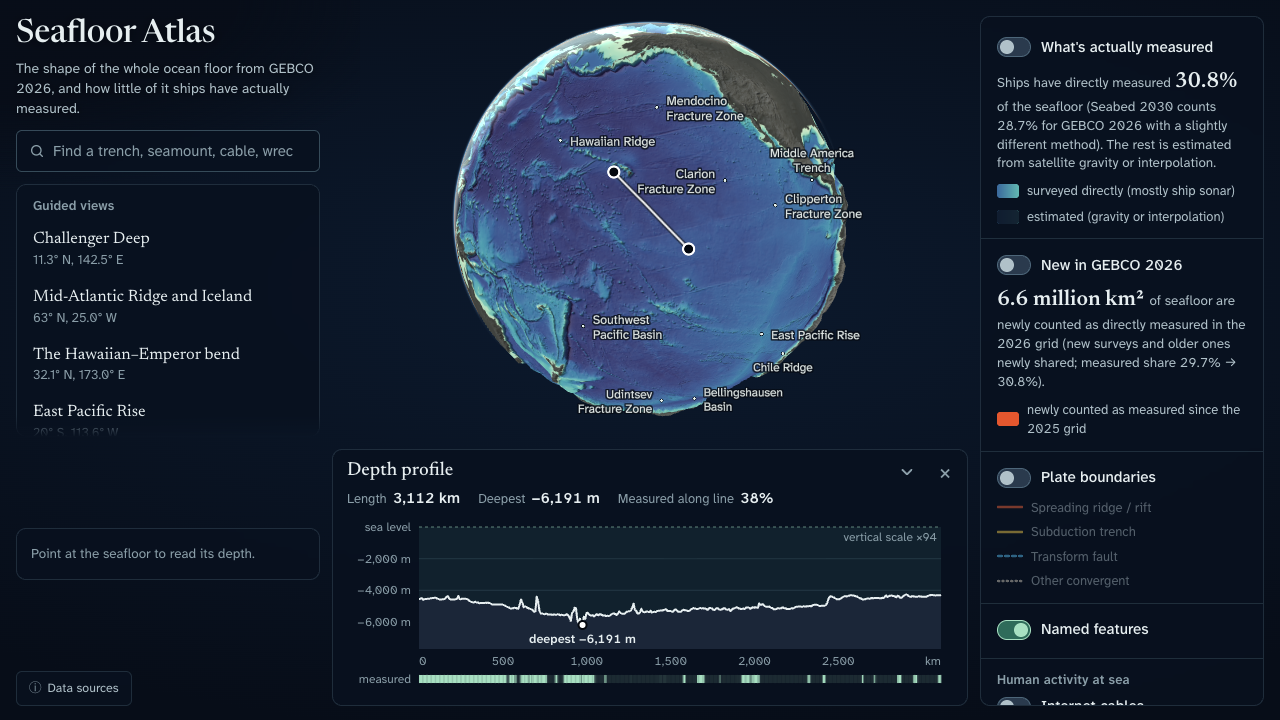 Seafloor Atlas
The shape of the whole ocean floor from GEBCO
2026, and how little of it ships have actually
measured.
Find a trench, seamount, cable, wrec
Guided views
Challenger Deep
11.3° N, 142.5° E
Mid-Atlantic Ridge and Iceland
63° N, 25.0° W
The Hawaiian–Emperor bend
32.1° N, 173.0° E
East Pacific Rise
20° S, 113.6° W
Point at the seafloor to read its depth.
ⓘ Data sources
Mendocino
Fracture Zone
Hawaiian Ridge
Middle America
Trench
Clarion
Fracture Zone
Clipperton
Fracture Zone
Southwest
Pacific Basin
East Pacific Rise
Chile Ridge
Udintsev
Fracture Zone
Bellingshausen
Basin
Depth profile
Length 3,112 km Deepest −6,191 m Measured along line 38%
sea level
vertical scale ×94
−2,000 m
−4,000 m
−6,000 m
deepest −6,191 m
0 500 1,000 1,500 2,000 2,500 km
measured
What's actually measured
Ships have directly measured 30.8%
of the seafloor (Seabed 2030 counts
28.7% for GEBCO 2026 with a slightly
different method). The rest is estimated
from satellite gravity or interpolation.
surveyed directly (mostly ship sonar)
estimated (gravity or interpolation)
New in GEBCO 2026
6.6 million km² of seafloor are
newly counted as directly measured in the
2026 grid (new surveys and older ones
newly shared; measured share 29.7% →
30.8%).
newly counted as measured since the
2025 grid
Plate boundaries
Spreading ridge / rift
Subduction trench
Transform fault
Other convergent
Named features
Human activity at sea
Internet cables